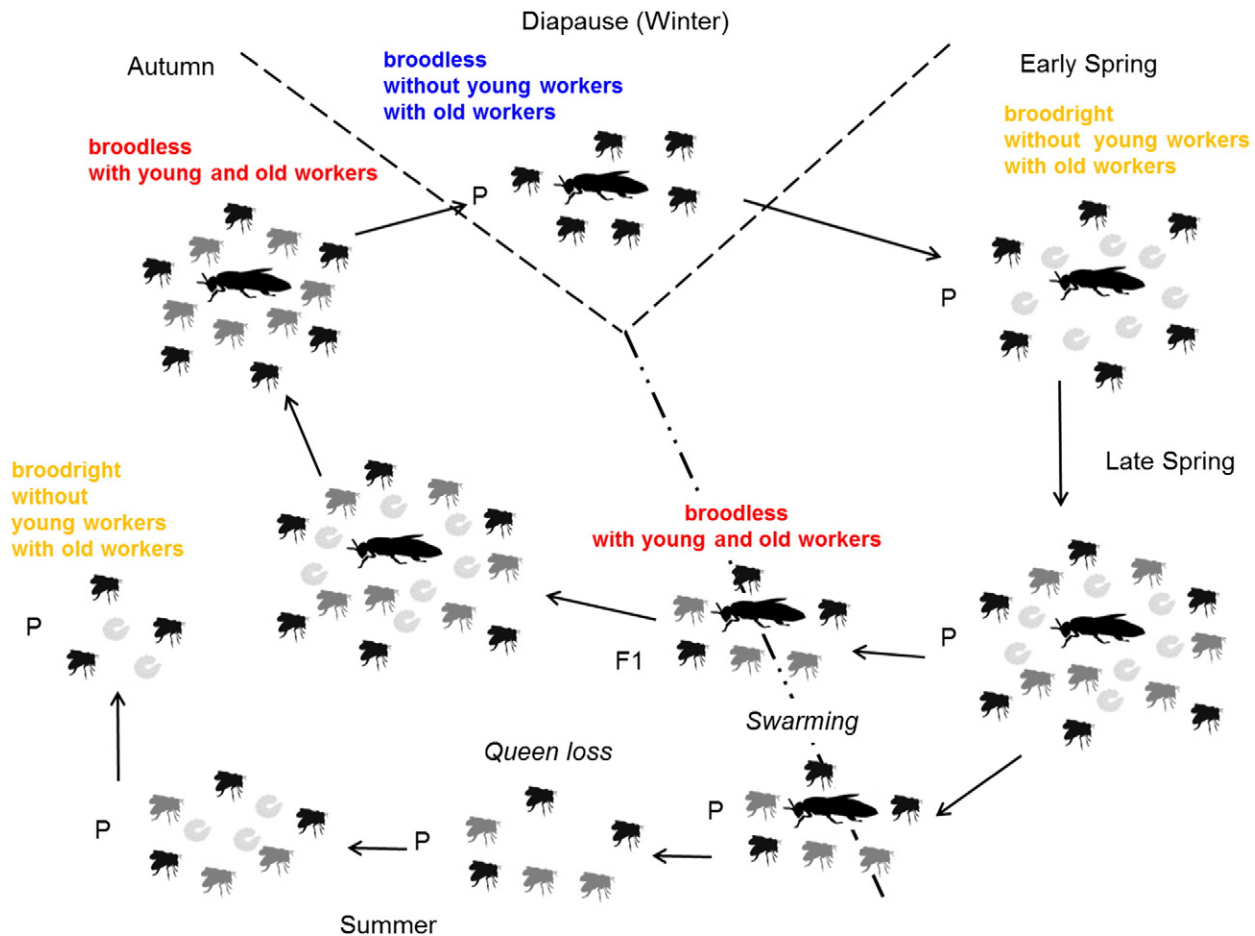 Diapause (Winter)
Autumn
broodless
without young workers
with old workers
Early Spring
broodright
without young workers
with old workers
broodless
with young and old workers
P
P
Late Spring
broodright
without
young workers
with old workers
broodless
with young and old workers
P
F1
P
Swarming
Queen loss
P
P
P
Summer